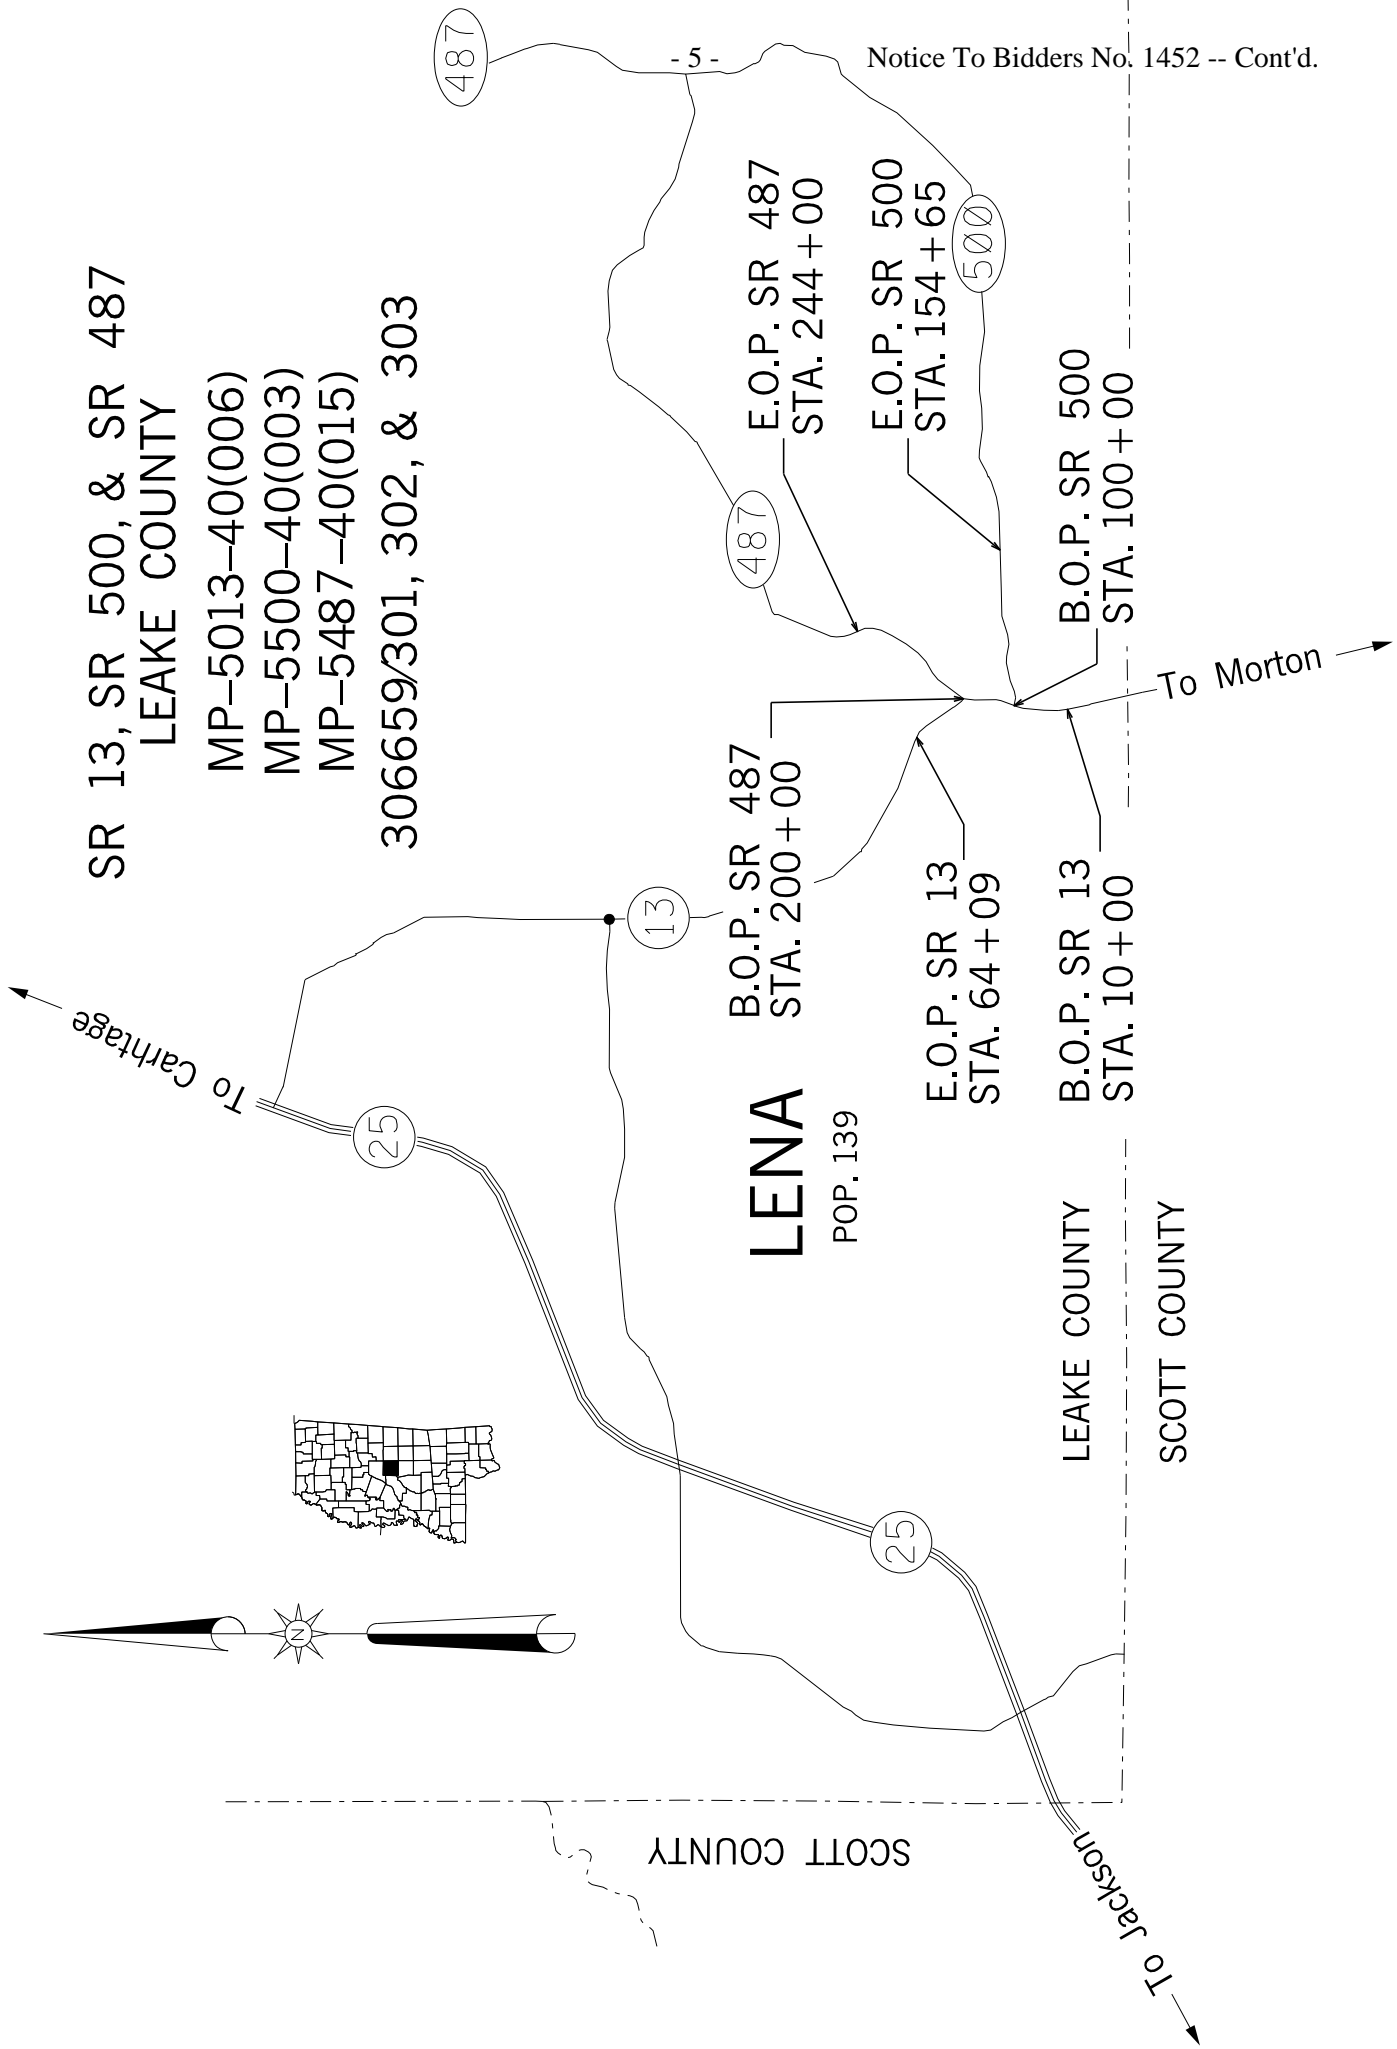 - 5 -
Notice To Bidders No. 1452 -- Cont'd.
SR 13, SR 500, & SR 487
LEAKE COUNTY
MP-5013-40(006)
MP-5500-40(003)
MP-5487-40(015)
306659/301, 302, & 303
487
To Carhtage
25
13
487
E.O.P. SR 487
STA. 244+00
E.O.P. SR 500
STA. 154+65
500
B.O.P. SR 487
STA. 200+00
LENA
POP. 139
E.O.P. SR 13
STA. 64+09
B.O.P. SR 13
STA. 10+00
B.O.P. SR 500
STA. 100+00
To Morton
N
25
LEAKE COUNTY
SCOTT COUNTY
SCOTT COUNTY
To Jackson